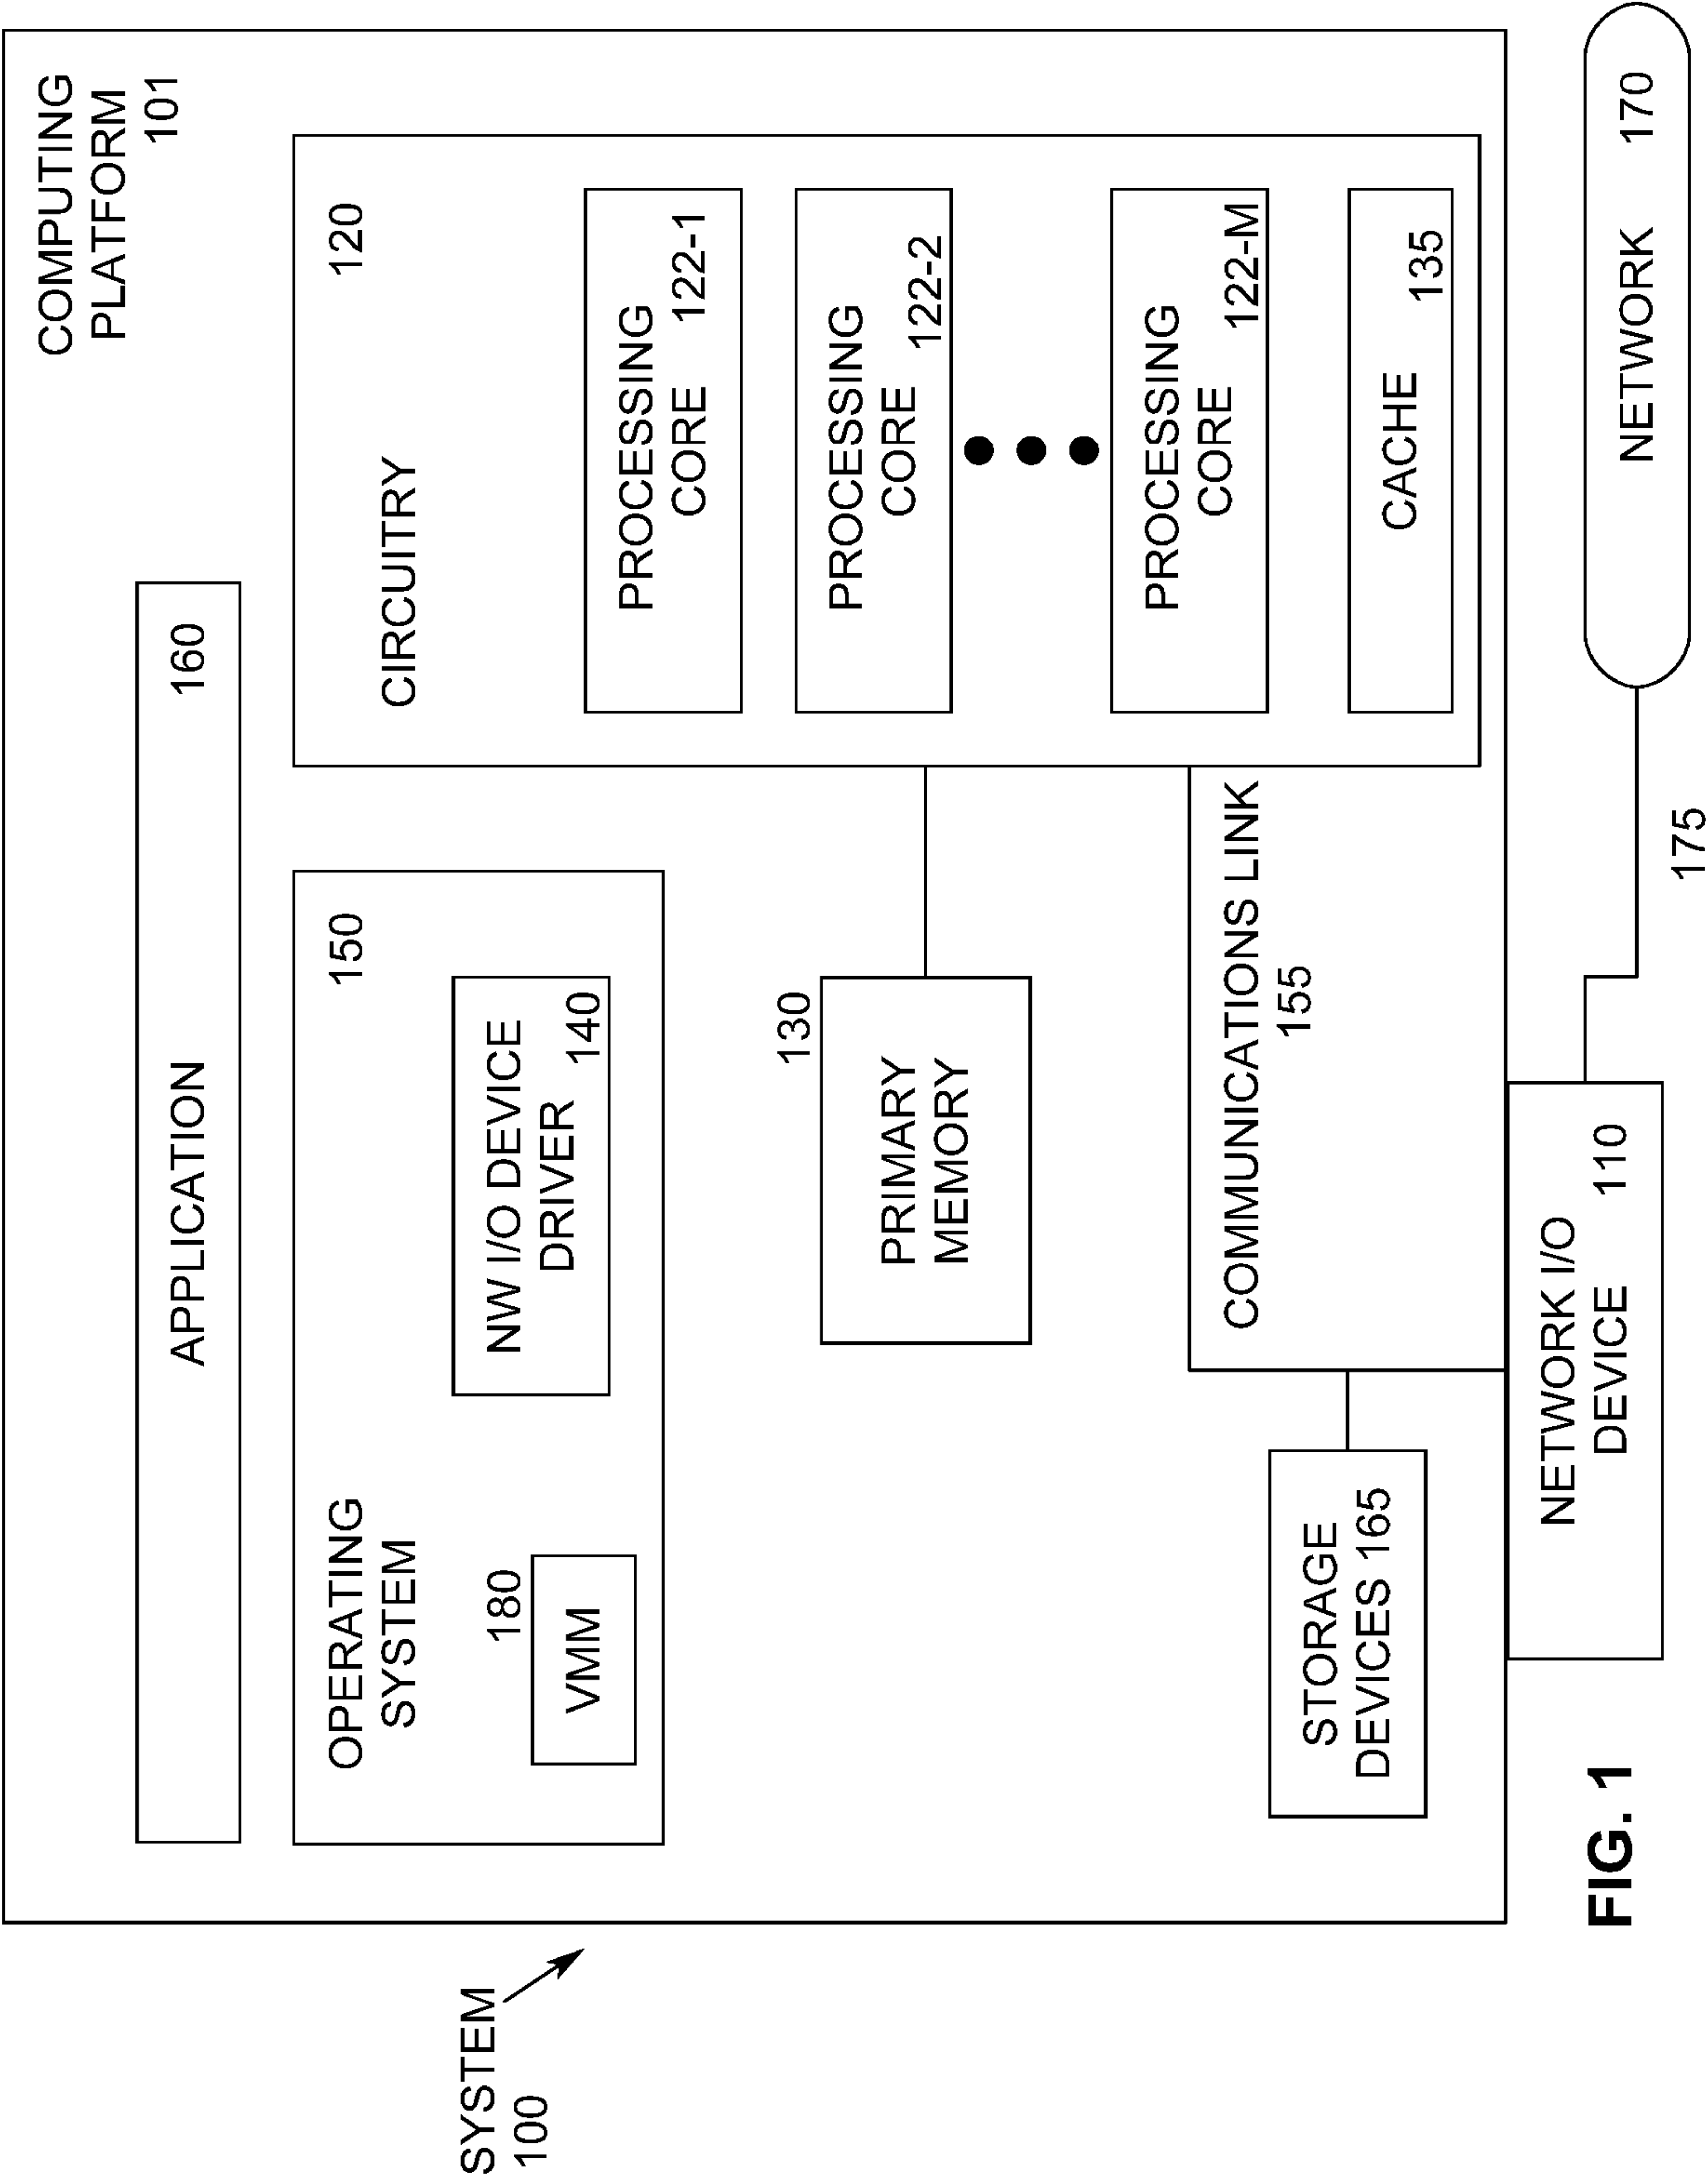 COMPUTING
PLATFORM
101
APPLICATION 160
OPERATING
SYSTEM
150
180
VMM
NW I/O DEVICE
DRIVER 140
CIRCUITRY
120
PROCESSING
CORE 122-1
PROCESSING
CORE 122-2
PROCESSING
CORE 122-M
CACHE 135
130
PRIMARY
MEMORY
COMMUNICATIONS LINK
155
STORAGE
DEVICES 165
NETWORK I/O
DEVICE 110
175
NETWORK 170
SYSTEM
100
FIG. 1